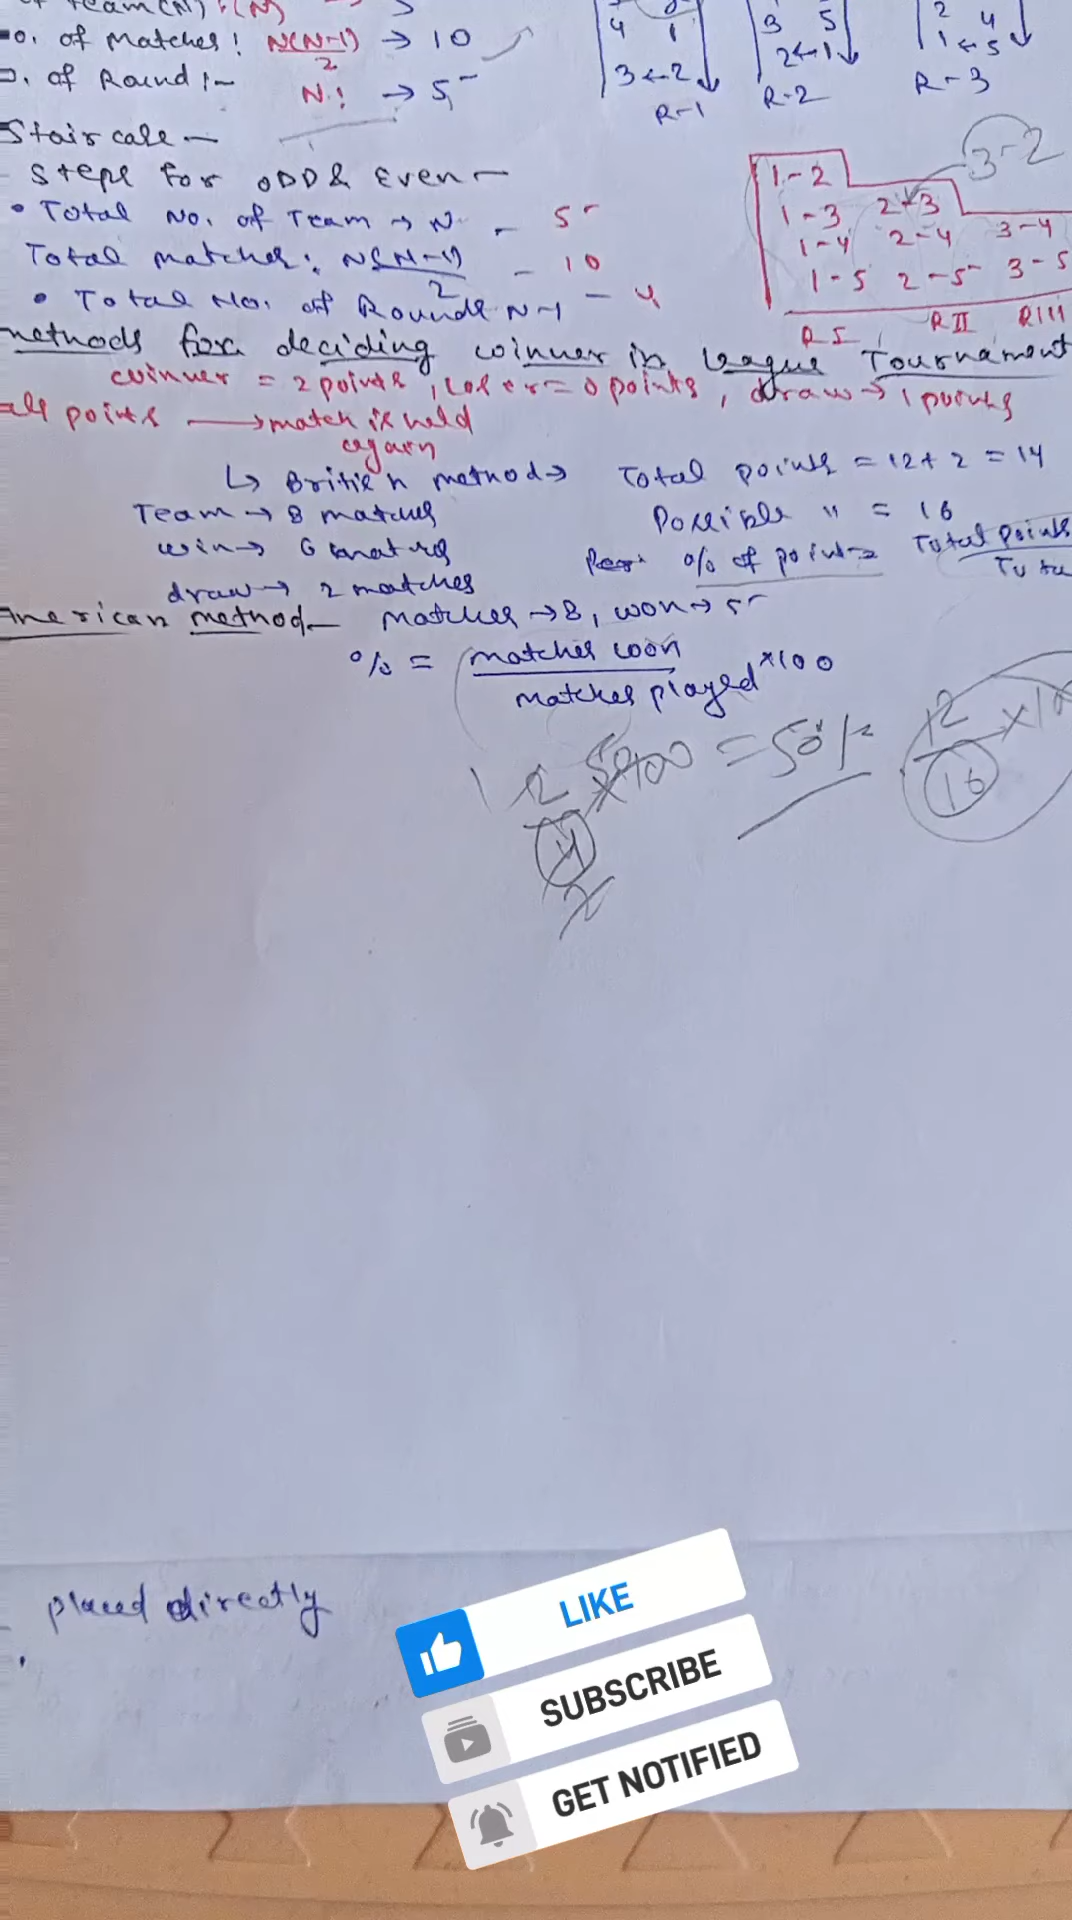 Team(N): (N) → 5
No. of Matches: N(N-1)/2 → 10
No. of Round :- N: → 5
4 1
3 ← 2
R-1
3 5
2 ← 1
R-2
2 4
1 ← 5
R-3
Staircase -
Steps for ODD & Even -
• Total No. of Team → N - 5
Total matches: N(N-1)/2 - 10
• Total No. of Rounds N-1 - 4
3-2
1-2
1-3 2-3
1-4 2-4 3-4
1-5 2-5 3-5
R I R II R III
methods for deciding winner in League Tournament
winner = 2 points, loser = 0 points, draw → 1 points
points → match is held
again
↳ British method → Total points = 12+2 = 14
Team → 8 matches Possible " = 16
win → 6 matches % of points = Total points
draw → 2 matches
American method - matches → 8, won → 5
% = matches won / matches played × 100
= 50%
12/16 ×
placed directly
LIKE
SUBSCRIBE
GET NOTIFIED